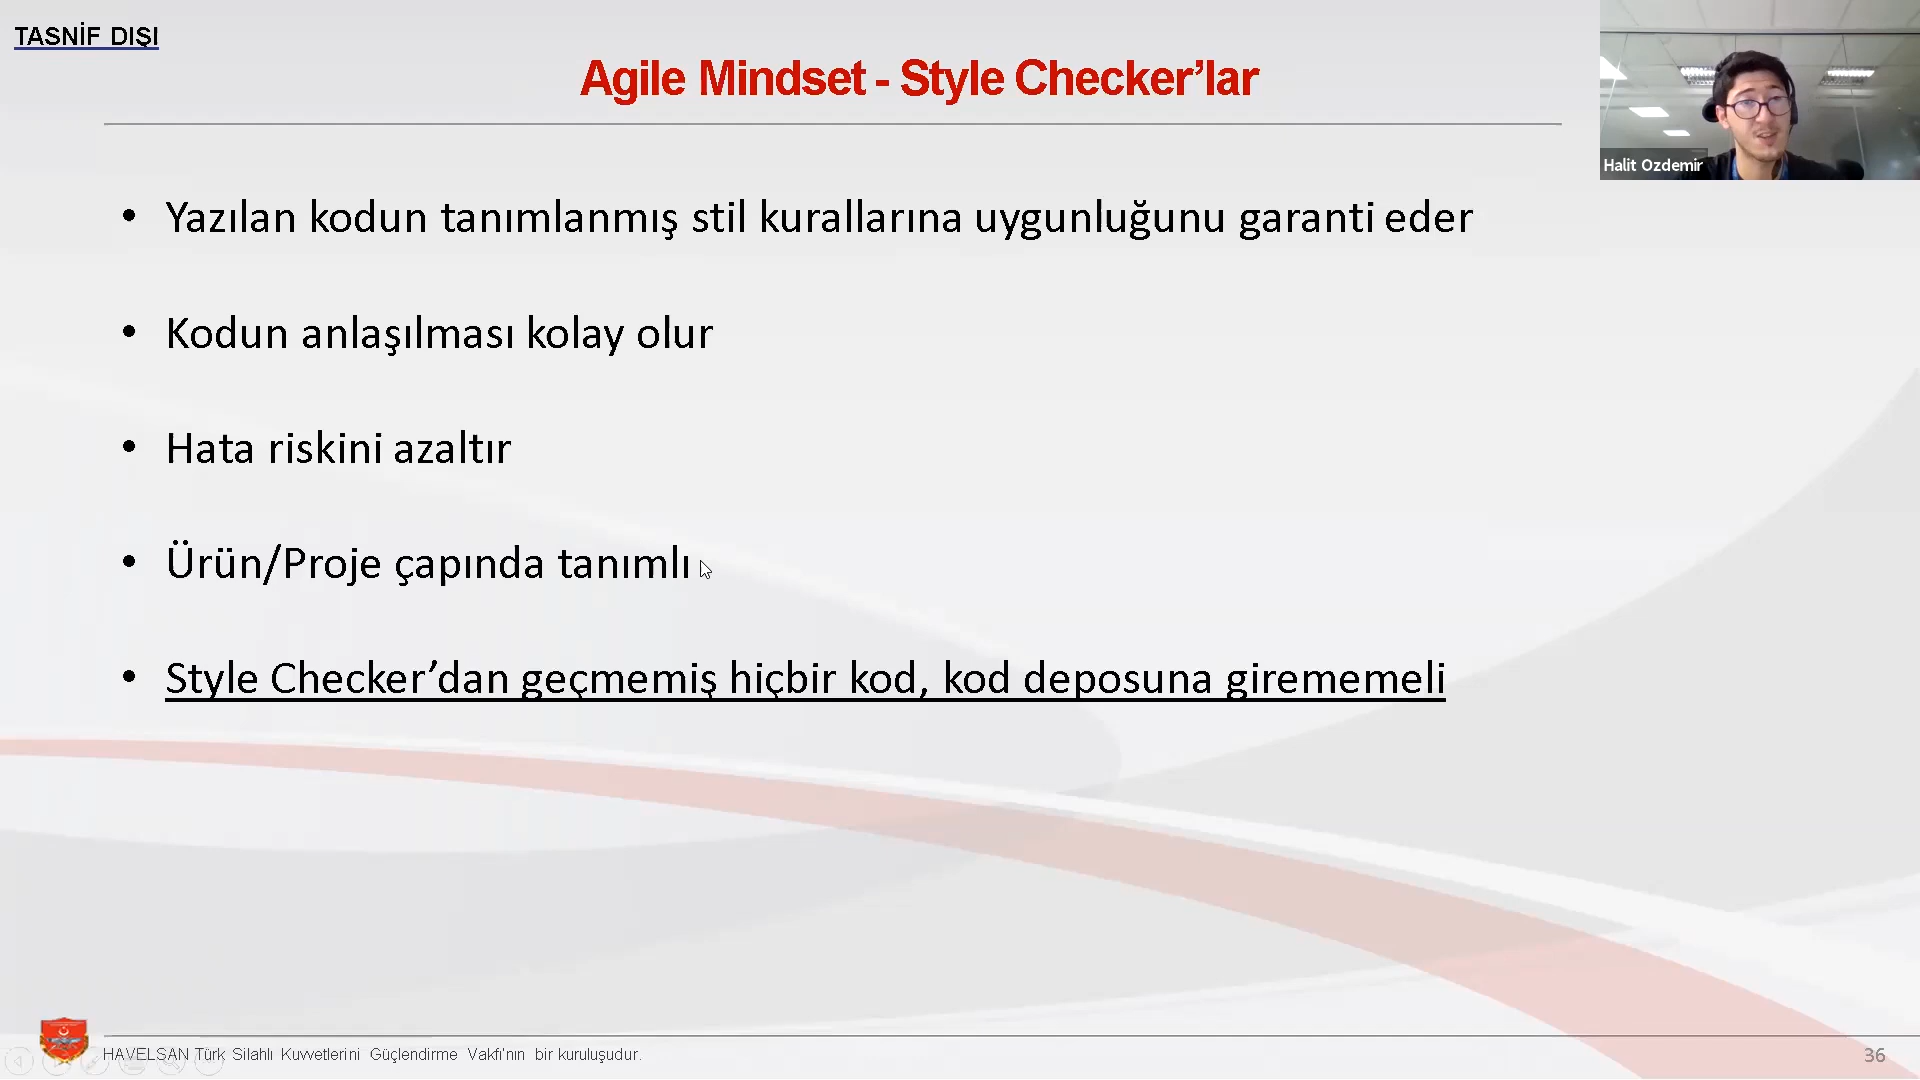 TASNİF DIŞI
Agile Mindset - Style Checker’lar
Halit Ozdemir
• Yazılan kodun tanımlanmış stil kurallarına uygunluğunu garanti eder
• Kodun anlaşılması kolay olur
• Hata riskini azaltır
• Ürün/Proje çapında tanımlı
• Style Checker’dan geçmemiş hiçbir kod, kod deposuna girememeli
HAVELSAN Türk Silahlı Kuvvetlerini Güçlendirme Vakfı’nın bir kuruluşudur.
36